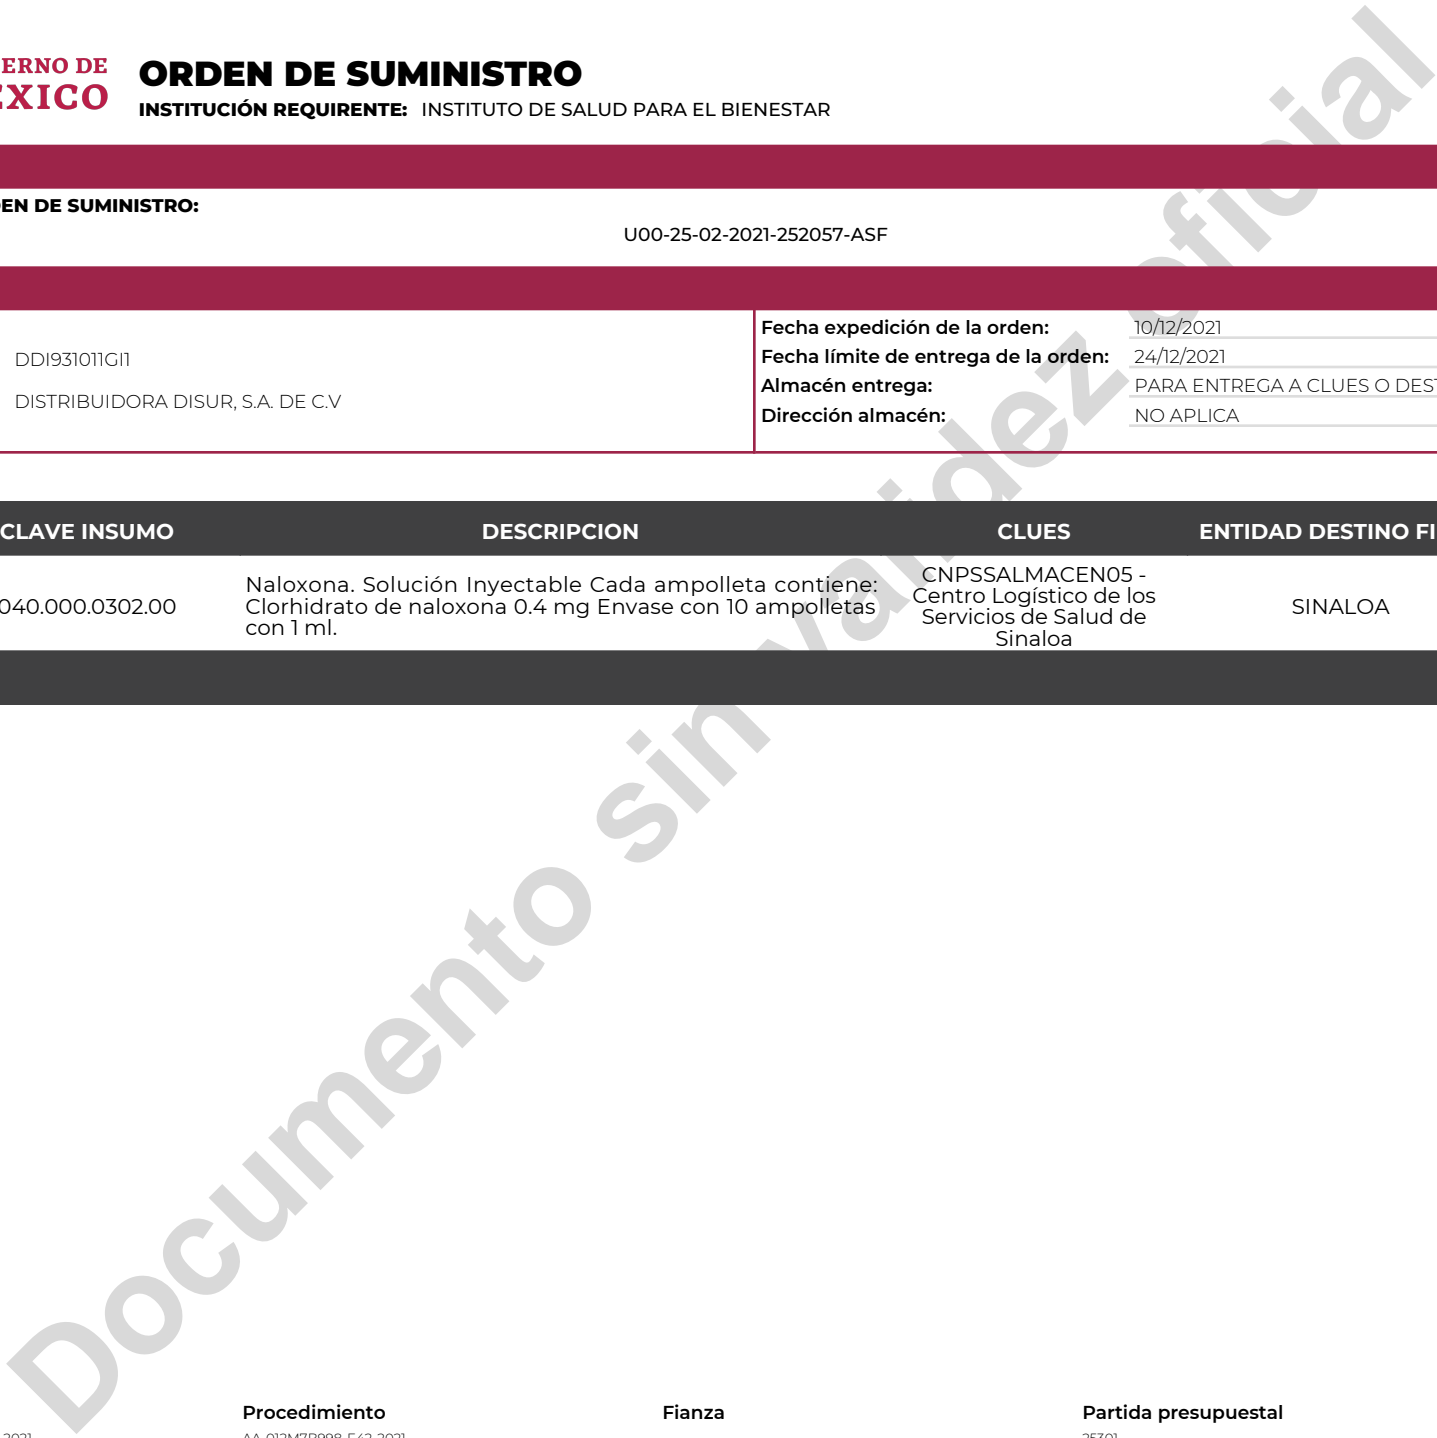 ERNO DE
EXICO
ORDEN DE SUMINISTRO
INSTITUCIÓN REQUIRENTE: INSTITUTO DE SALUD PARA EL BIENESTAR
EN DE SUMINISTRO:
U00-25-02-2021-252057-ASF
DDI931011GI1
DISTRIBUIDORA DISUR, S.A. DE C.V
Fecha expedición de la orden: 10/12/2021
Fecha límite de entrega de la orden: 24/12/2021
Almacén entrega: PARA ENTREGA A CLUES O DEST
Dirección almacén: NO APLICA
CLAVE INSUMO DESCRIPCION CLUES ENTIDAD DESTINO FI
040.000.0302.00
Naloxona. Solución Inyectable Cada ampolleta contiene:
Clorhidrato de naloxona 0.4 mg Envase con 10 ampolletas
con 1 ml.
CNPSSALMACEN05 -
Centro Logístico de los
Servicios de Salud de
Sinaloa
SINALOA
Documento sin validez oficial
Procedimiento Fianza Partida presupuestal